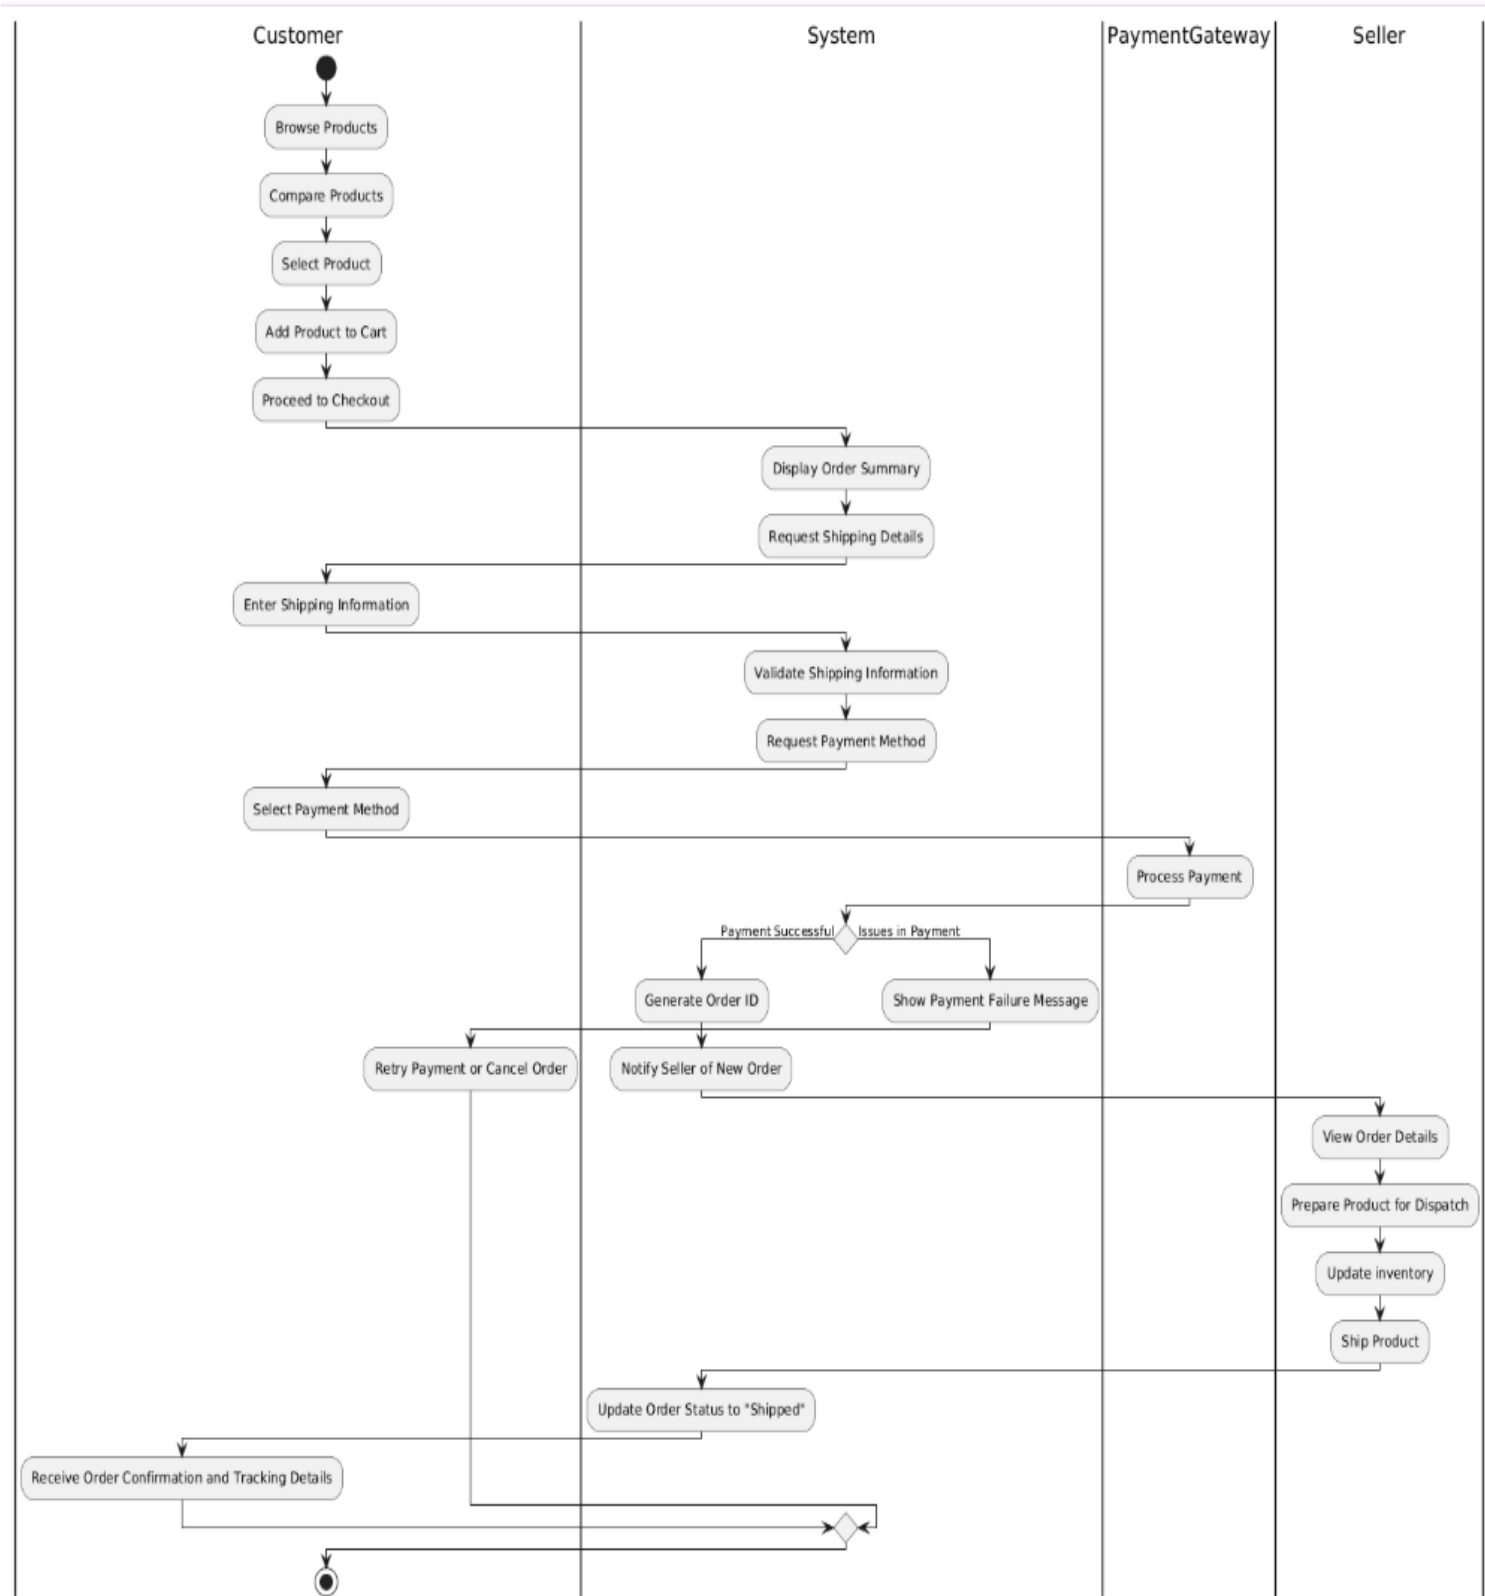 Customer
System
PaymentGateway
Seller
Browse Products
Compare Products
Select Product
Add Product to Cart
Proceed to Checkout
Display Order Summary
Request Shipping Details
Enter Shipping Information
Validate Shipping Information
Request Payment Method
Select Payment Method
Process Payment
Payment Successful
Issues in Payment
Generate Order ID
Show Payment Failure Message
Retry Payment or Cancel Order
Notify Seller of New Order
View Order Details
Prepare Product for Dispatch
Update inventory
Ship Product
Update Order Status to "Shipped"
Receive Order Confirmation and Tracking Details